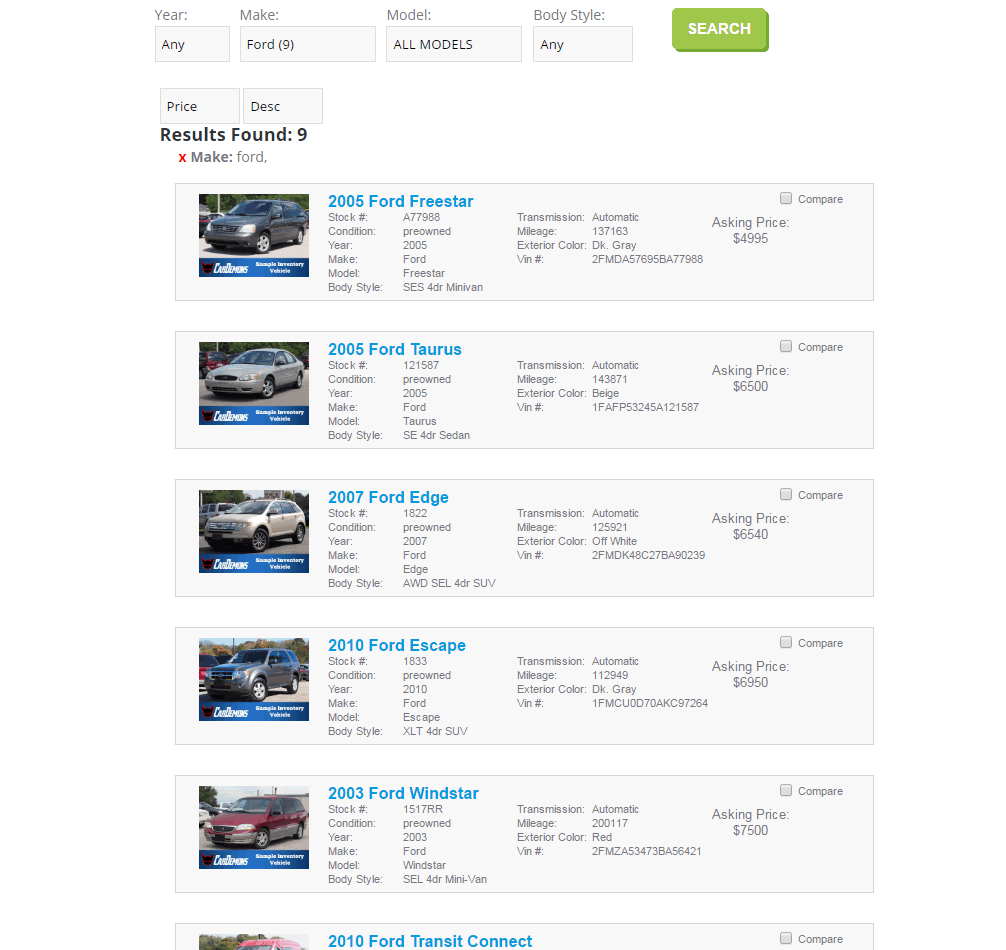 Year: Make: Model: Body Style:
Any Ford (9) ALL MODELS Any SEARCH
Price Desc
Results Found: 9
x Make: ford,
2005 Ford Freestar Compare
Stock #: A77988 Transmission: Automatic
Condition: preowned Mileage: 137163
Year: 2005 Exterior Color: Dk. Gray
Make: Ford Vin #: 2FMDA57695BA77988
Model: Freestar
Body Style: SES 4dr Minivan
Asking Price:
$4995
CarDemons Sample Inventory Vehicle
2005 Ford Taurus Compare
Stock #: 121587 Transmission: Automatic
Condition: preowned Mileage: 143871
Year: 2005 Exterior Color: Beige
Make: Ford Vin #: 1FAFP53245A121587
Model: Taurus
Body Style: SE 4dr Sedan
Asking Price:
$6500
CarDemons Sample Inventory Vehicle
2007 Ford Edge Compare
Stock #: 1822 Transmission: Automatic
Condition: preowned Mileage: 125921
Year: 2007 Exterior Color: Off White
Make: Ford Vin #: 2FMDK48C27BA90239
Model: Edge
Body Style: AWD SEL 4dr SUV
Asking Price:
$6540
CarDemons Sample Inventory Vehicle
2010 Ford Escape Compare
Stock #: 1833 Transmission: Automatic
Condition: preowned Mileage: 112949
Year: 2010 Exterior Color: Dk. Gray
Make: Ford Vin #: 1FMCU0D70AKC97264
Model: Escape
Body Style: XLT 4dr SUV
Asking Price:
$6950
CarDemons Sample Inventory Vehicle
2003 Ford Windstar Compare
Stock #: 1517RR Transmission: Automatic
Condition: preowned Mileage: 200117
Year: 2003 Exterior Color: Red
Make: Ford Vin #: 2FMZA53473BA56421
Model: Windstar
Body Style: SEL 4dr Mini-Van
Asking Price:
$7500
CarDemons Sample Inventory Vehicle
2010 Ford Transit Connect Compare